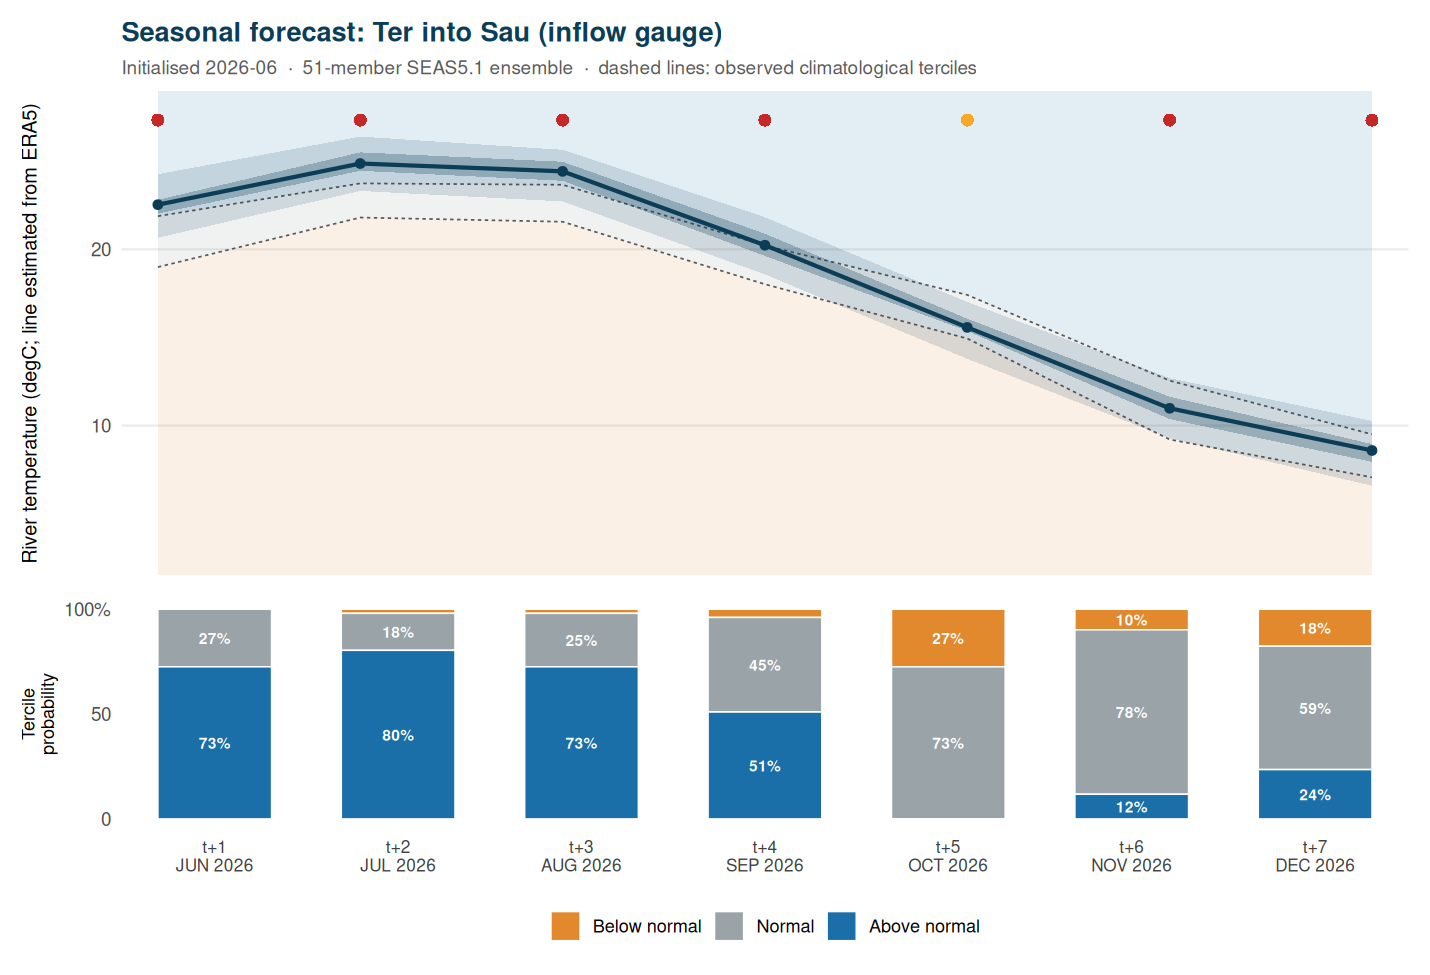 Seasonal forecast: Ter into Sau (inflow gauge)
Initialised 2026-06 · 51-member SEAS5.1 ensemble · dashed lines: observed climatological terciles
River temperature (degC; line estimated from ERA5)
20
10
Tercile
probability
100%
50
0
27%
73%
18%
80%
25%
73%
45%
51%
27%
73%
10%
78%
12%
18%
59%
24%
t+1
JUN 2026
t+2
JUL 2026
t+3
AUG 2026
t+4
SEP 2026
t+5
OCT 2026
t+6
NOV 2026
t+7
DEC 2026
Below normal
Normal
Above normal